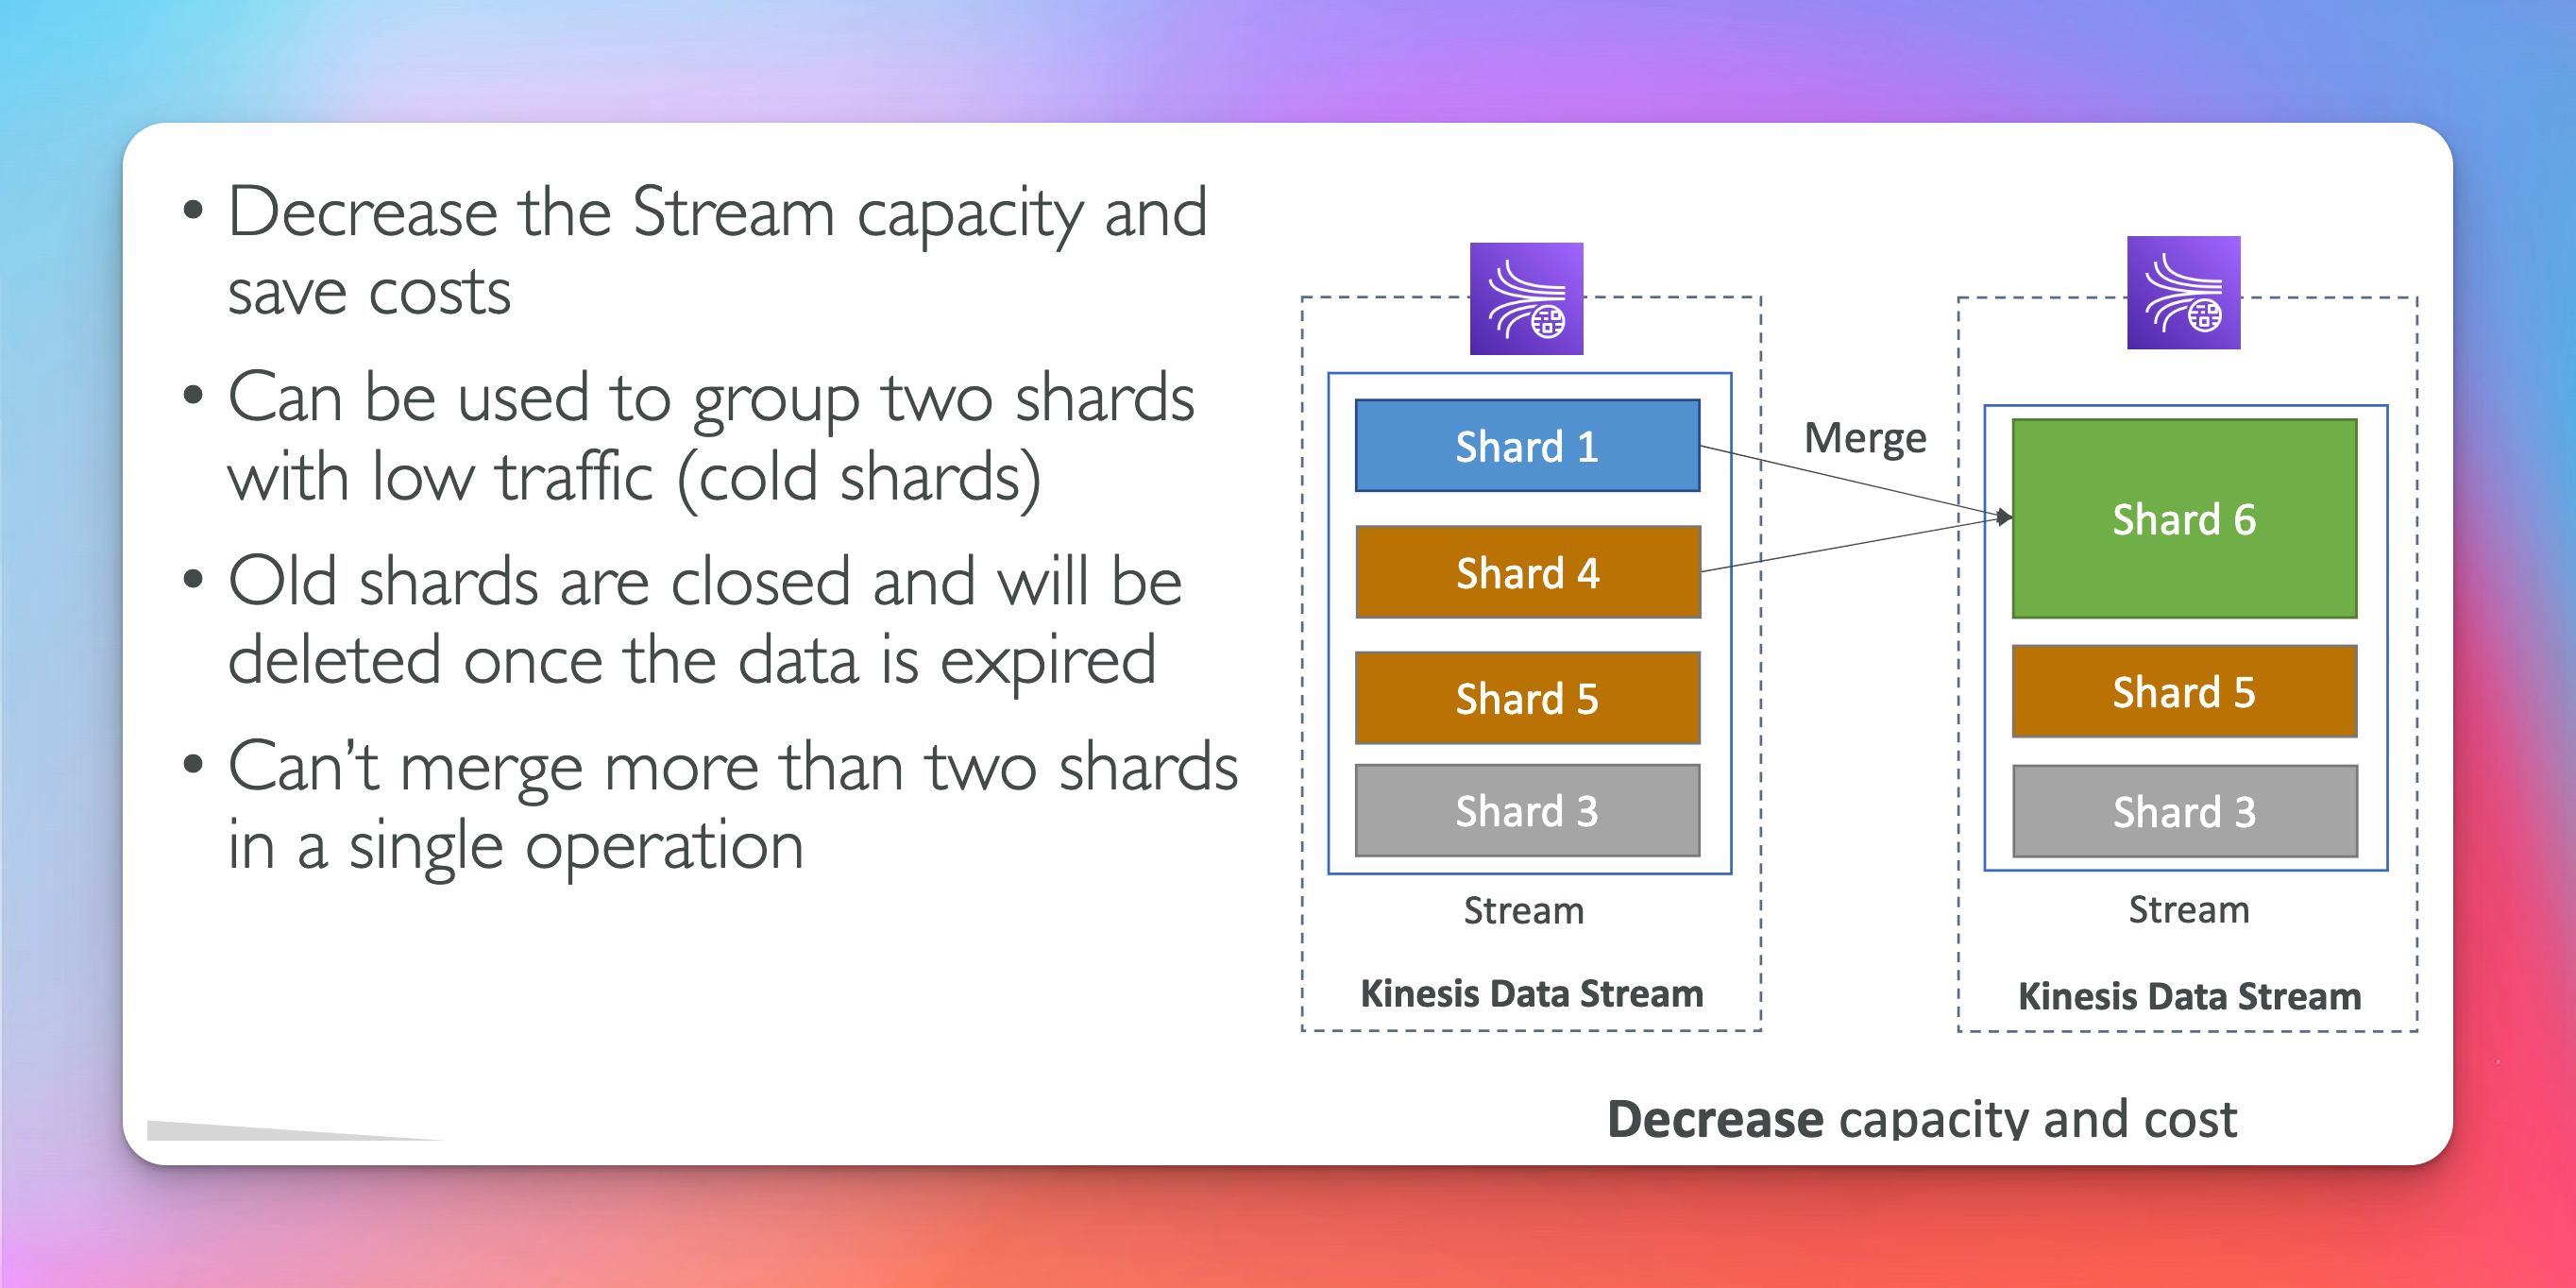 • Decrease the Stream capacity and
save costs
• Can be used to group two shards
with low traffic (cold shards)
• Old shards are closed and will be
deleted once the data is expired
• Can’t merge more than two shards
in a single operation
Shard 1
Shard 4
Shard 5
Shard 3
Stream
Kinesis Data Stream
Merge
Shard 6
Shard 5
Shard 3
Stream
Kinesis Data Stream
Decrease capacity and cost